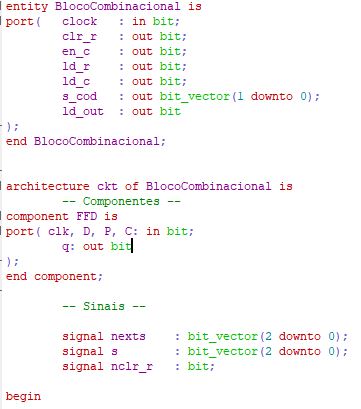 entity BlocoCombinacional is
port(	clock	: in bit;
	clr_r	: out bit;
	en_c	: out bit;
	ld_r	: out bit;
	ld_c	: out bit;
	s_cod	: out bit_vector(1 downto 0);
	ld_out	: out bit
);
end BlocoCombinacional;
architecture ckt of BlocoCombinacional is
	-- Componentes --
component FFD is
port( clk, D, P, C: in bit;
	q: out bit
);
end component;
	-- Sinais --
	signal nexts	: bit_vector(2 downto 0);
	signal s	: bit_vector(2 downto 0);
	signal nclr_r	: bit;
begin